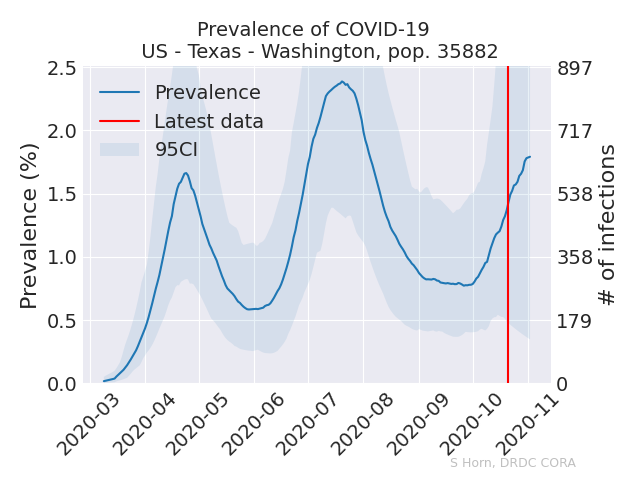 Prevalence of COVID-19
US - Texas - Washington, pop. 35882
Prevalence
Latest data
95CI
Prevalence (%)
2.5
2.0
1.5
1.0
0.5
0.0
897
717
538
358
179
0
# of infections
2020-03
2020-04
2020-05
2020-06
2020-07
2020-08
2020-09
2020-10
2020-11
S Horn, DRDC CORA